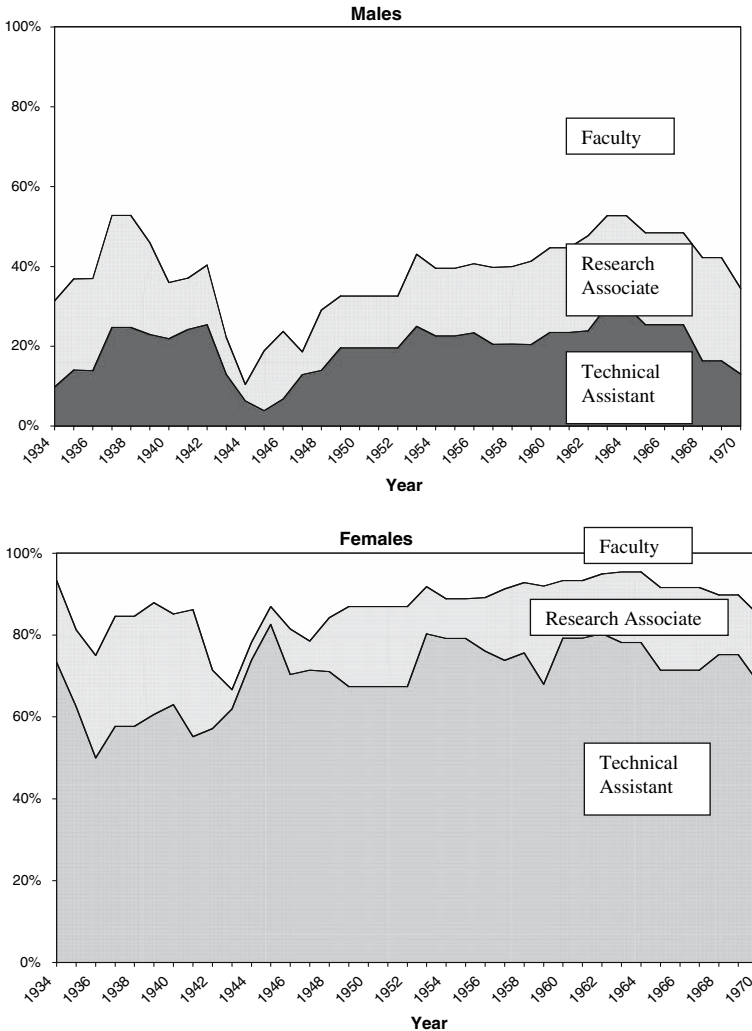 Males
100%
80%
60%
40%
20%
0%
Faculty
Research
Associate
Technical
Assistant
1934 1936 1938 1940 1942 1944 1946 1948 1950 1952 1954 1956 1958 1960 1962 1964 1966 1968 1970
Year
Females
100%
80%
60%
40%
20%
0%
Faculty
Research Associate
Technical
Assistant
1934 1936 1938 1940 1942 1944 1946 1948 1950 1952 1954 1956 1958 1960 1962 1964 1966 1968 1970
Year